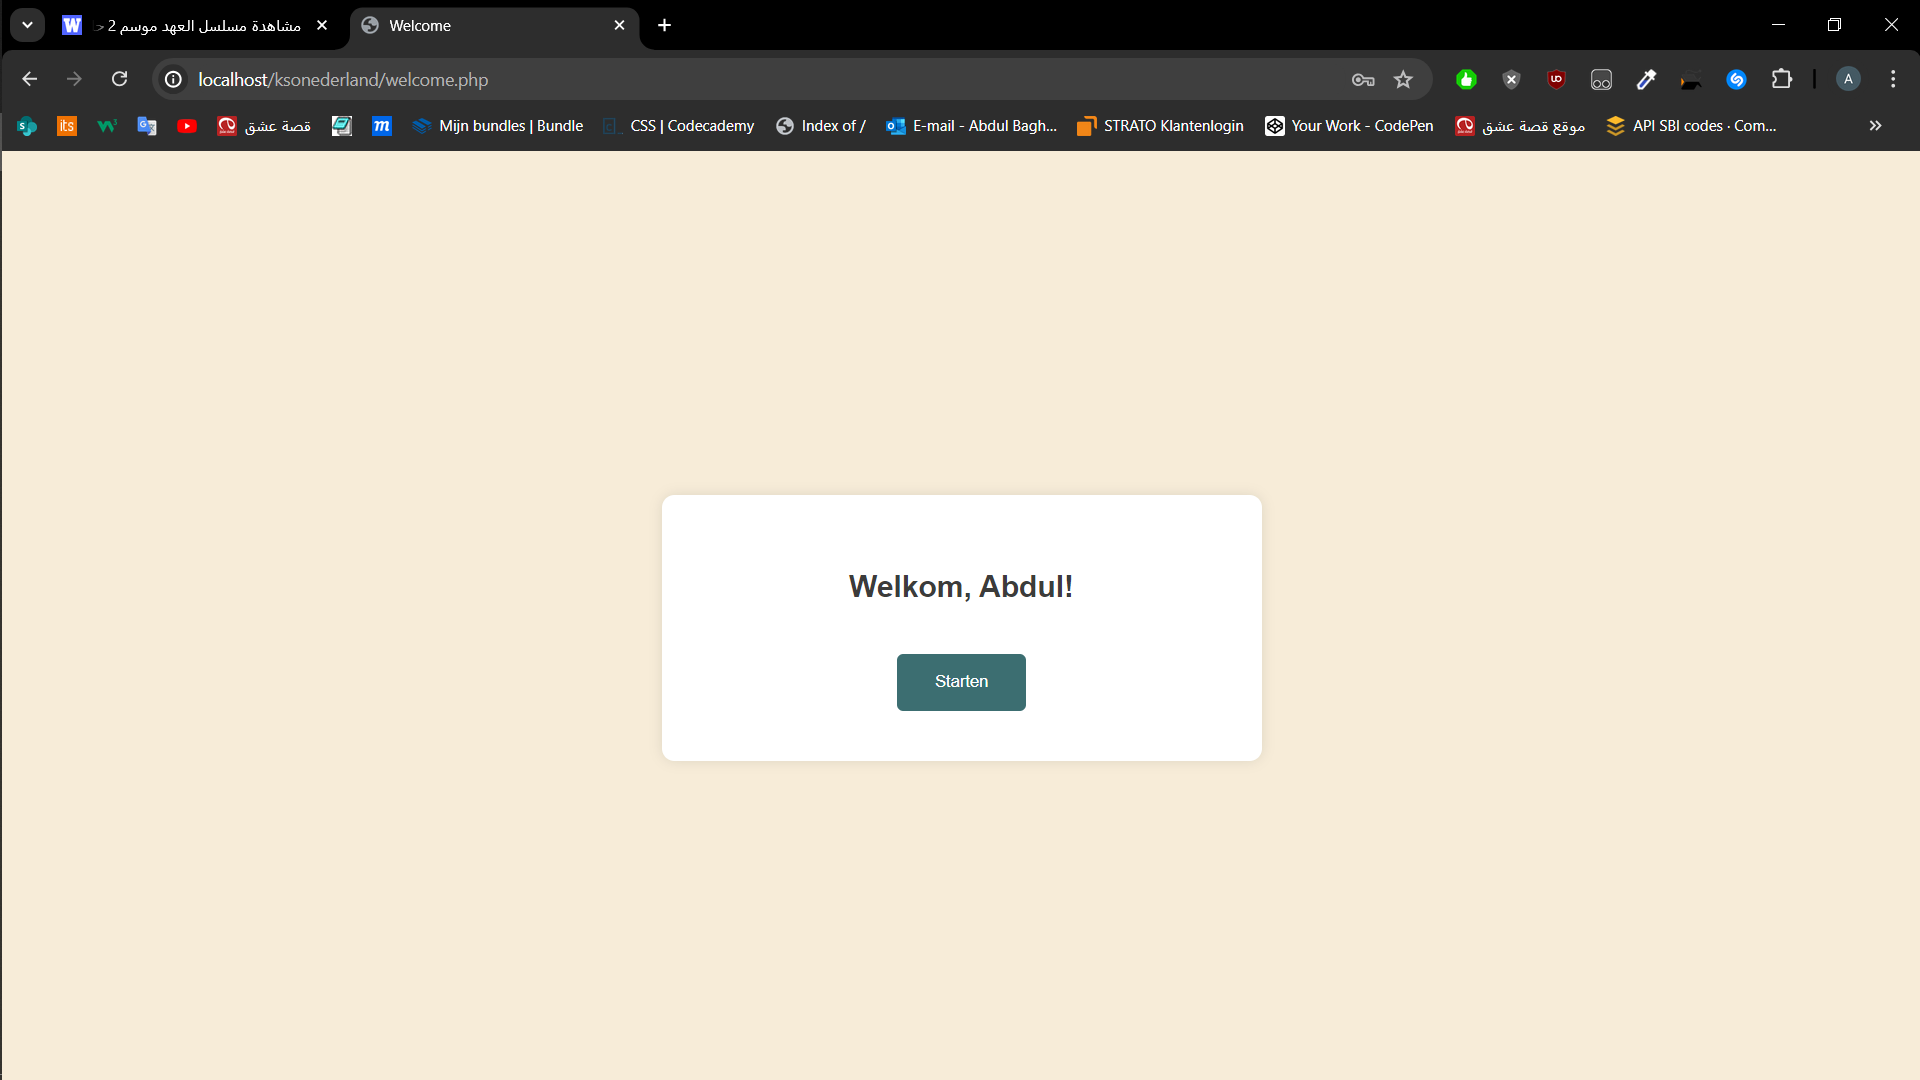 مشاهدة مسلسل العهد موسم 2
Welcome
localhost/ksonederland/welcome.php
A
its
قصة عشق
m
Mijn bundles | Bundle
CSS | Codecademy
Index of /
E-mail - Abdul Bagh...
STRATO Klantenlogin
Your Work - CodePen
موقع قصة عشق
API SBI codes · Com...
Welkom, Abdul!
Starten